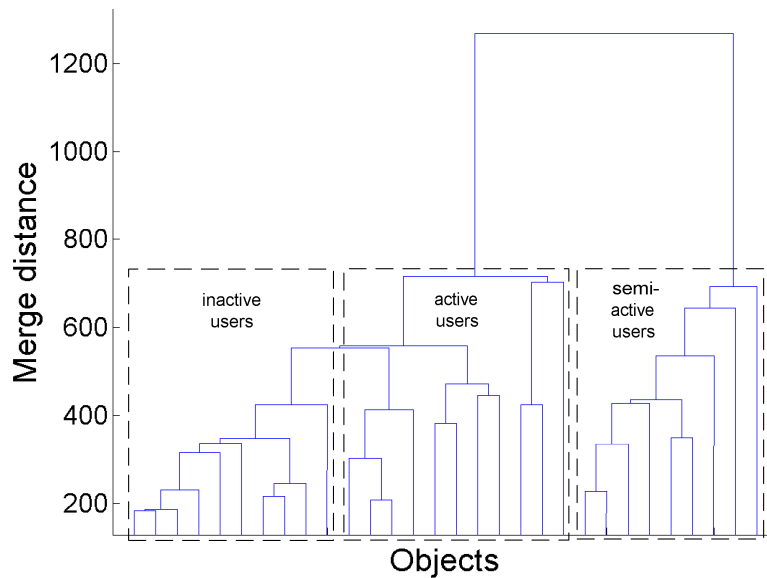 1200
1000
800
600
400
200
Merge distance
inactive
users
active
users
semi-
active
users
Objects